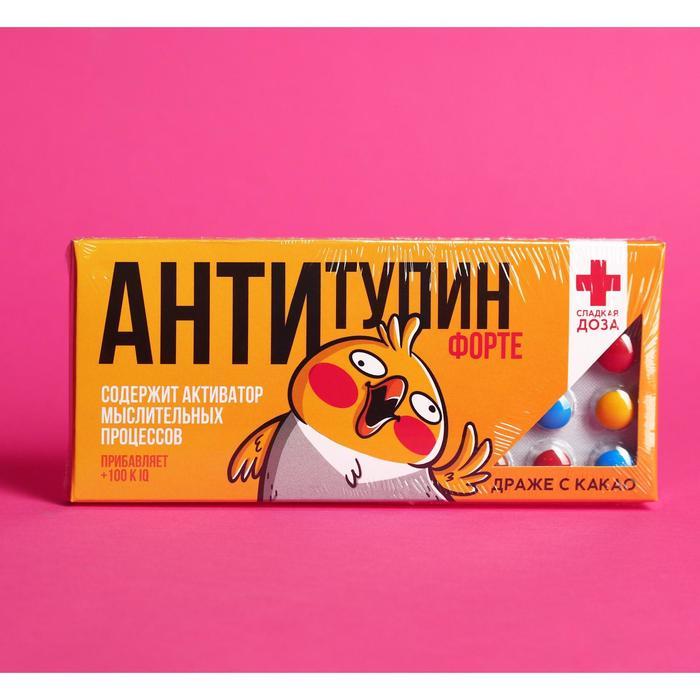 АНТИТУПИН
ФОРТЕ
СЛАДКАЯ
ДОЗА
СОДЕРЖИТ АКТИВАТОР
МЫСЛИТЕЛЬНЫХ
ПРОЦЕССОВ
ПРИБАВЛЯЕТ
+100 К IQ
ДРАЖЕ С КАКАО